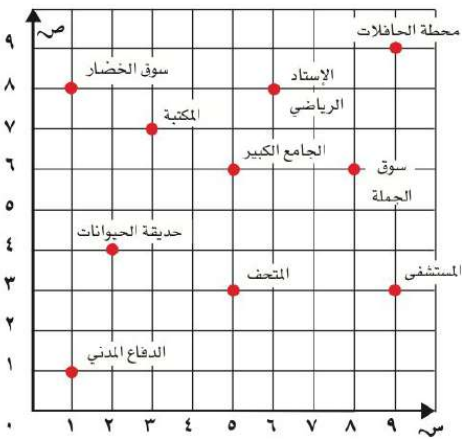 ص
محطة الحافلات
٩
سوق الخضار
الإستاد
الرياضي
٨
المكتبة
٧
الجامع الكبير
سوق
الجملة
٦
٥
حديقة الحيوانات
٤
المتحف
المستشفى
٣
٢
الدفاع المدني
١
٠ ١ ٢ ٣ ٤ ٥ ٦ ٧ ٨ ٩ س